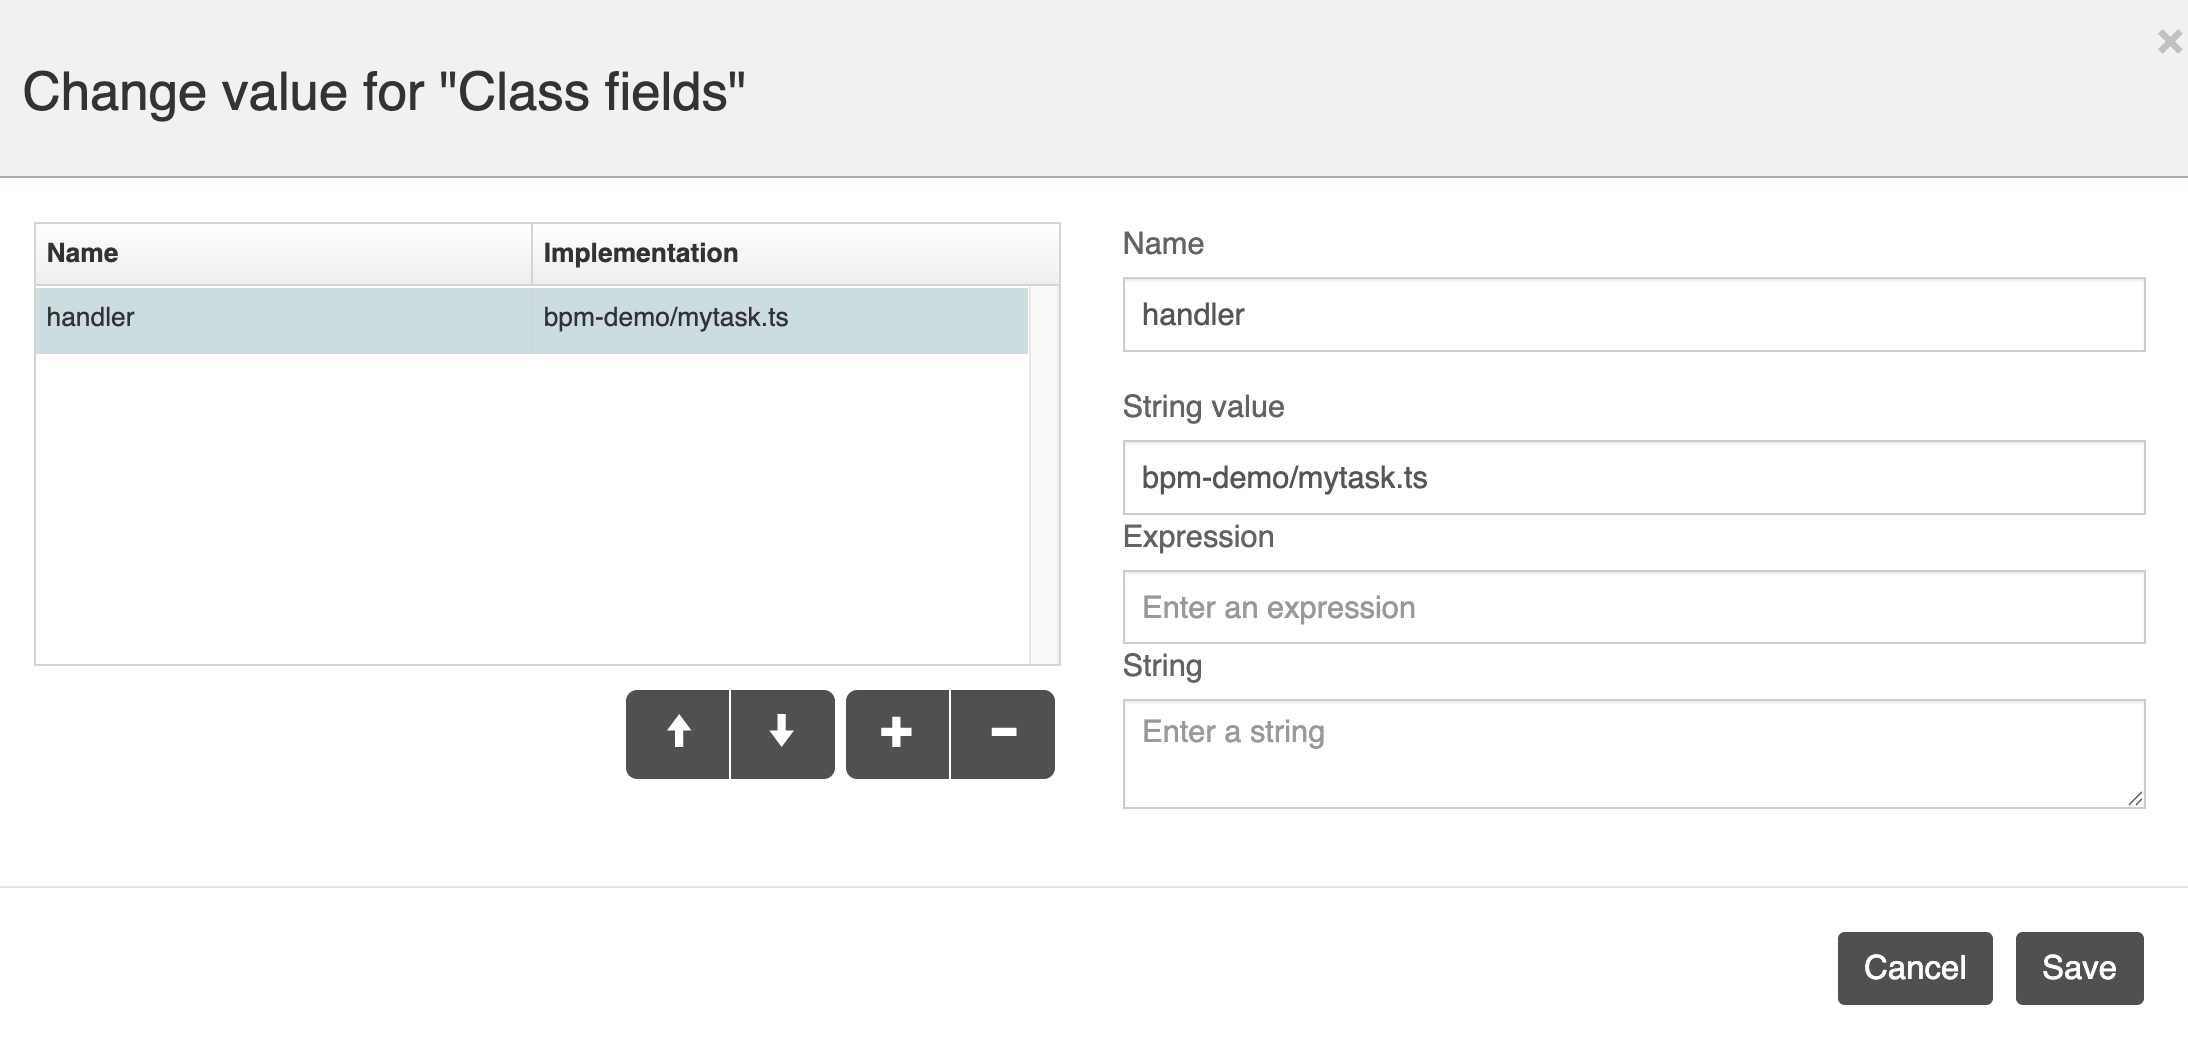 Change value for "Class fields"
Name Implementation
handler bpm-demo/mytask.ts
Name
handler
String value
bpm-demo/mytask.ts
Expression
Enter an expression
String
Enter a string
Cancel Save